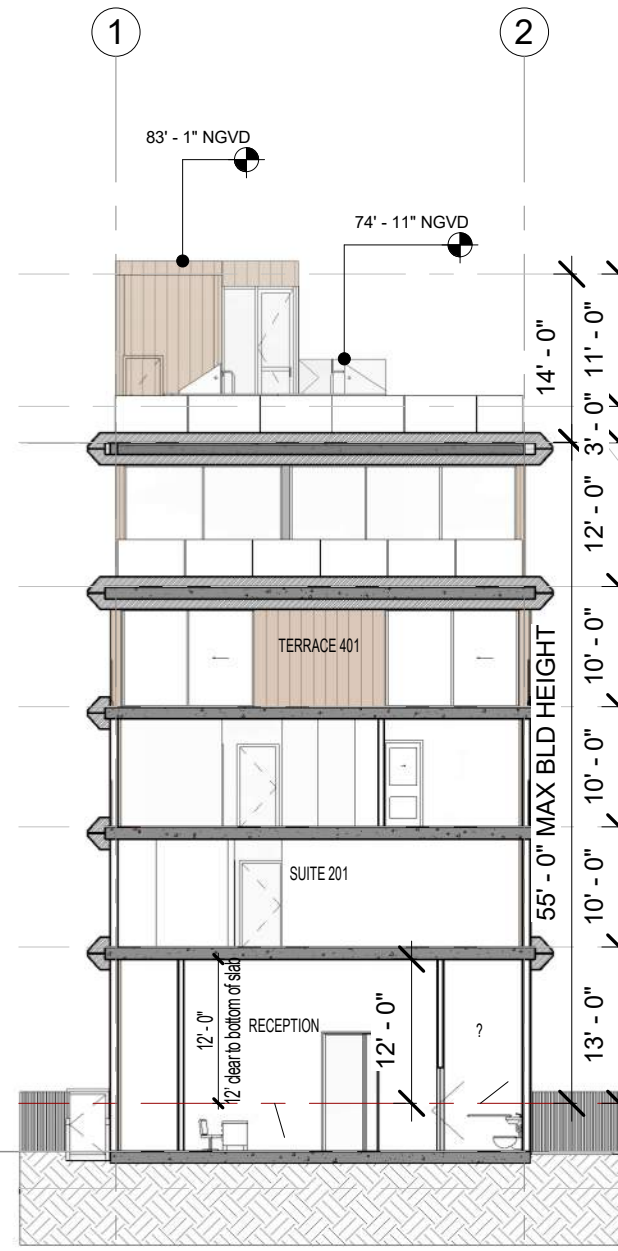 1
2
83' - 1" NGVD
74' - 11" NGVD
14' - 0"
11' - 0"
3' - 0"
12' - 0"
TERRACE 401
10' - 0"
55' - 0" MAX BLD HEIGHT
10' - 0"
SUITE 201
10' - 0"
12' - 0"
12' clear to bottom of slab
RECEPTION
12' - 0"
?
13' - 0"